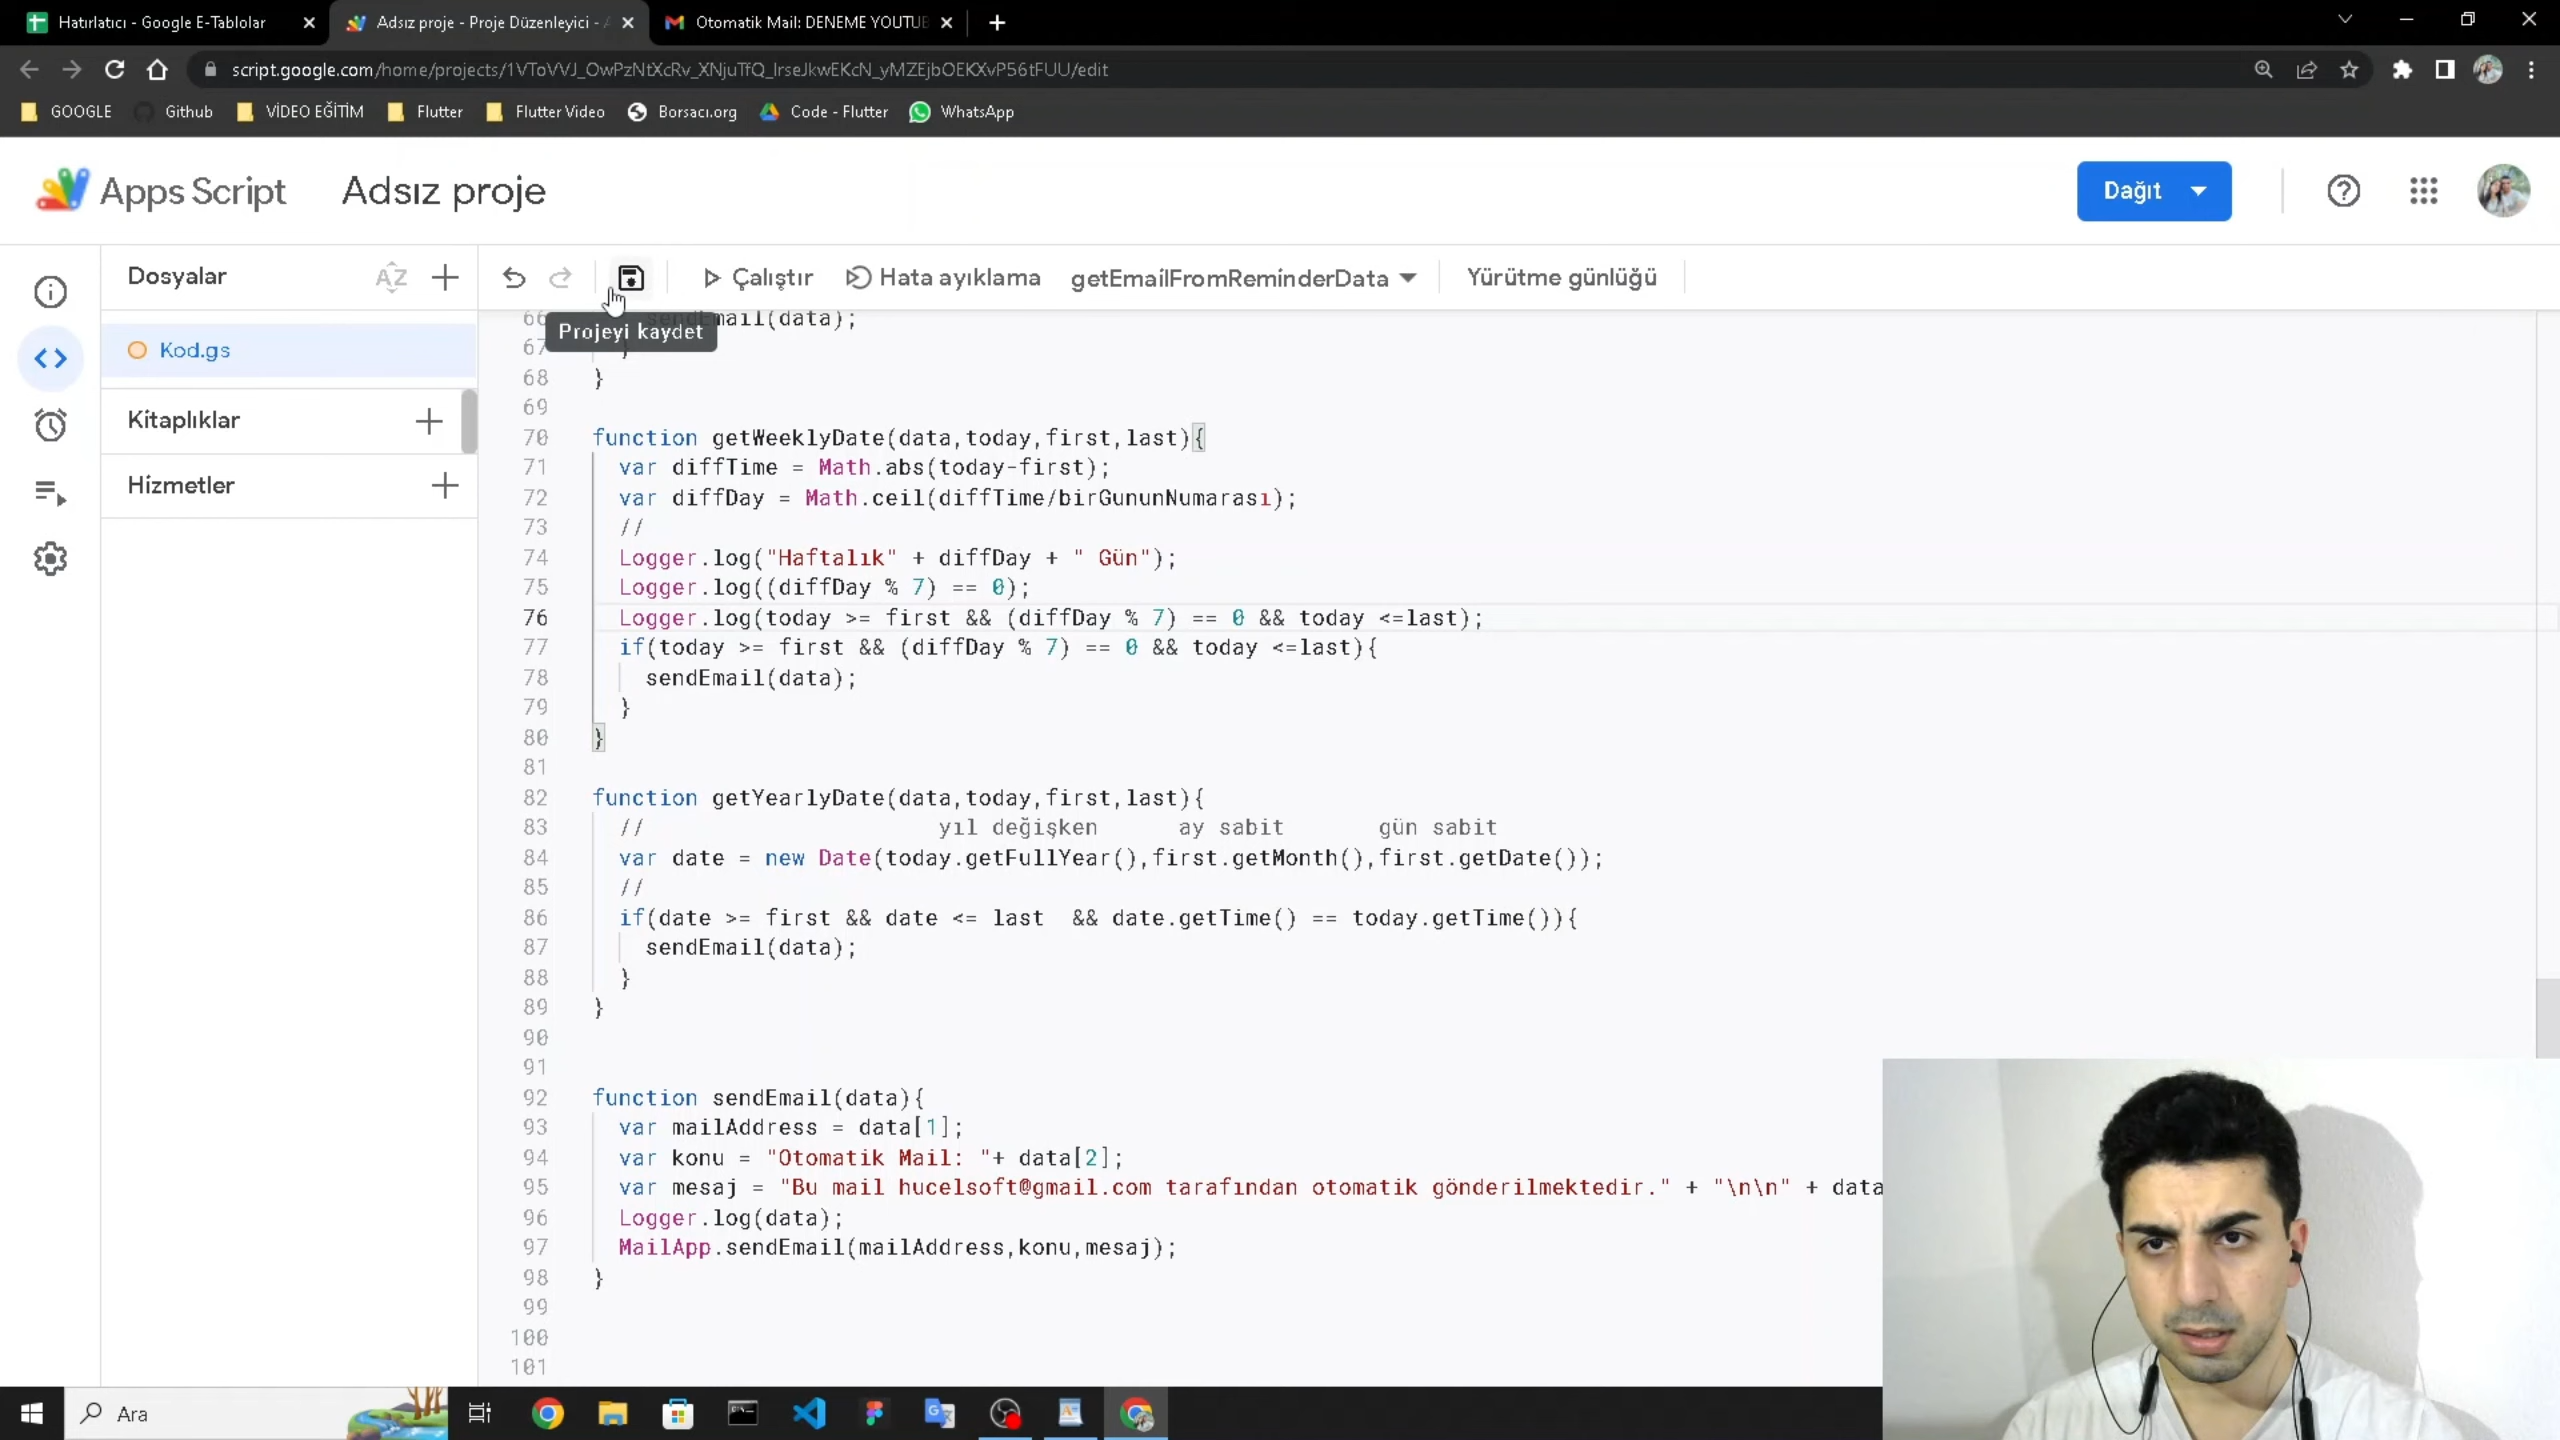 Hatırlatıcı - Google E-Tablolar
Adsız proje - Proje Düzenleyici -
Otomatik Mail: DENEME YOUTUB
script.google.com/home/projects/1VToVVJ_OwPzNtXcRv_XNjuTfQ_lrseJkwEKcN_yMZEjbOEKXvP56tFUU/edit
GOOGLE
Github
VİDEO EĞİTİM
Flutter
Flutter Video
Borsacı.org
Code - Flutter
WhatsApp
Apps Script
Adsız proje
Dağıt
Dosyalar
AZ
Çalıştır
Hata ayıklama
getEmailFromReminderData
Yürütme günlüğü
Projeyi kaydet
Kod.gs
Kitaplıklar
Hizmetler
66 sendEmail(data);
67 }
68 }
69
70 function getWeeklyDate(data,today,first,last){
71 var diffTime = Math.abs(today-first);
72 var diffDay = Math.ceil(diffTime/birGununNumarası);
73 //
74 Logger.log("Haftalık" + diffDay + " Gün");
75 Logger.log((diffDay % 7) == 0);
76 Logger.log(today >= first && (diffDay % 7) == 0 && today <=last);
77 if(today >= first && (diffDay % 7) == 0 && today <=last){
78 sendEmail(data);
79 }
80 }
81
82 function getYearlyDate(data,today,first,last){
83 // yıl değişken ay sabit gün sabit
84 var date = new Date(today.getFullYear(),first.getMonth(),first.getDate());
85 //
86 if(date >= first && date <= last && date.getTime() == today.getTime()){
87 sendEmail(data);
88 }
89 }
90
91
92 function sendEmail(data){
93 var mailAddress = data[1];
94 var konu = "Otomatik Mail: "+ data[2];
95 var mesaj = "Bu mail hucelsoft@gmail.com tarafından otomatik gönderilmektedir." + "\n\n" + data
96 Logger.log(data);
97 MailApp.sendEmail(mailAddress,konu,mesaj);
98 }
99
100
101
Ara